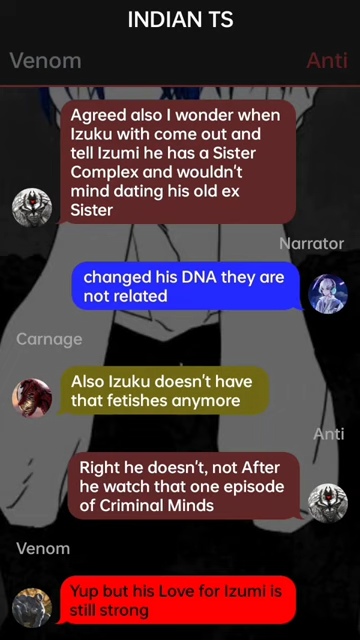 INDIAN TS
Venom
Anti
Agreed also I wonder when
Izuku with come out and
tell Izumi he has a Sister
Complex and wouldn't
mind dating his old ex
Sister
Narrator
changed his DNA they are
not related
Carnage
Also Izuku doesn't have
that fetishes anymore
Anti
Right he doesn't, not After
he watch that one episode
of Criminal Minds
Venom
Yup but his Love for Izumi is
still strong